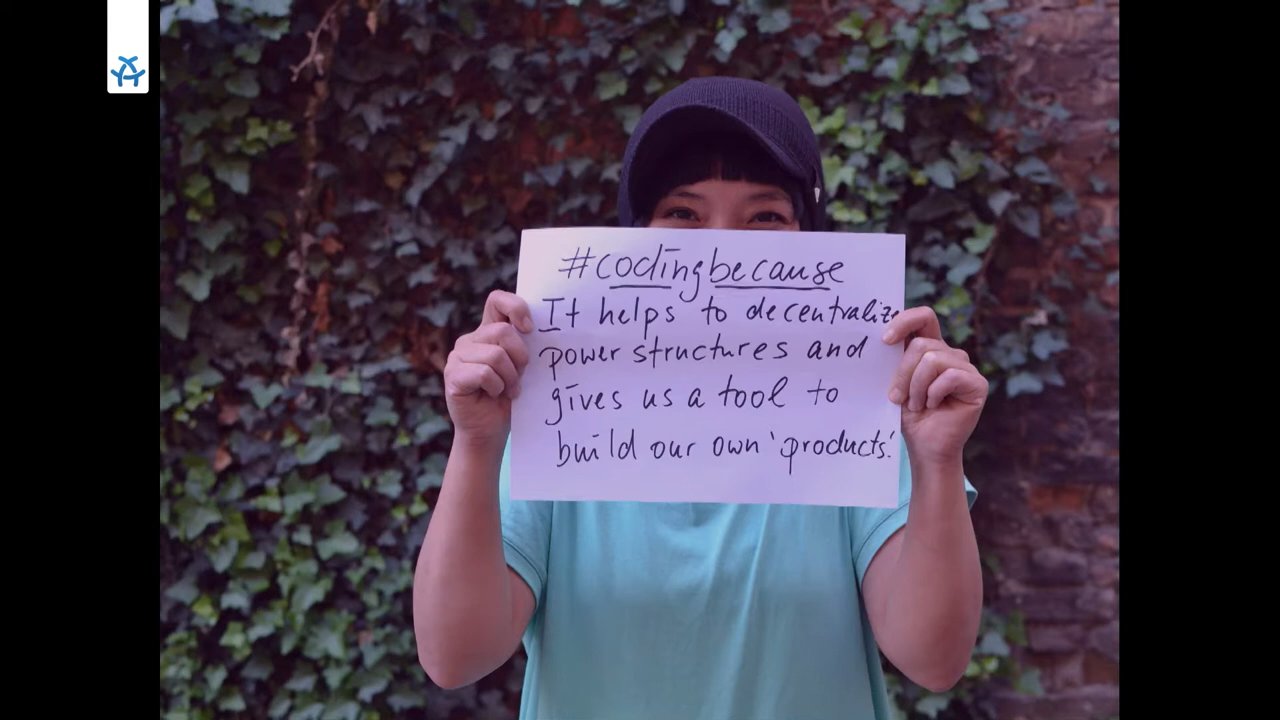 #codingbecause
It helps to decentralize
power structures and
gives us a tool to
build our own 'products'.